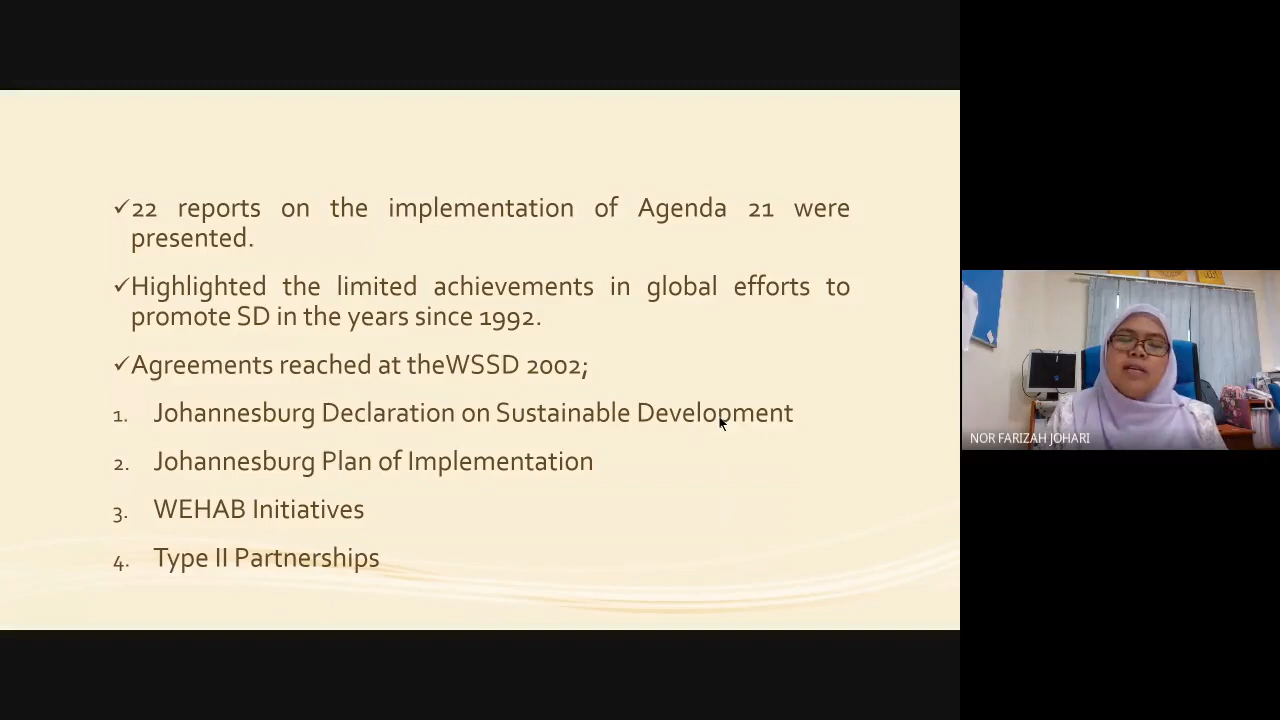 ✓22 reports on the implementation of Agenda 21 were
presented.
✓Highlighted the limited achievements in global efforts to
promote SD in the years since 1992.
✓Agreements reached at theWSSD 2002;
1. Johannesburg Declaration on Sustainable Development
2. Johannesburg Plan of Implementation
3. WEHAB Initiatives
4. Type II Partnerships
NOR FARIZAH JOHARI